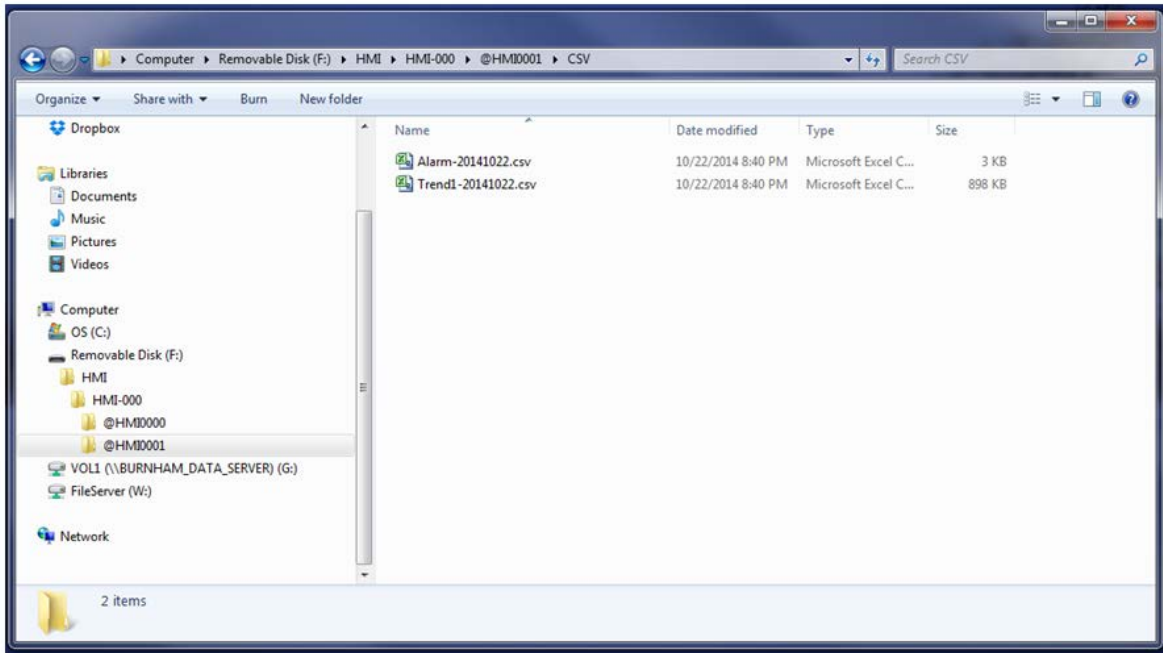 Computer ▸ Removable Disk (F:) ▸ HMI ▸ HMI-000 ▸ @HMI0001 ▸ CSV
Search CSV
Organize ▾ Share with ▾ Burn New folder
Dropbox
Libraries
Documents
Music
Pictures
Videos
Computer
OS (C:)
Removable Disk (F:)
HMI
HMI-000
@HMI0000
@HMI0001
VOL1 (\\BURNHAM_DATA_SERVER) (G:)
FileServer (W:)
Network
Name Date modified Type Size
Alarm-20141022.csv 10/22/2014 8:40 PM Microsoft Excel C... 3 KB
Trend1-20141022.csv 10/22/2014 8:40 PM Microsoft Excel C... 898 KB
2 items